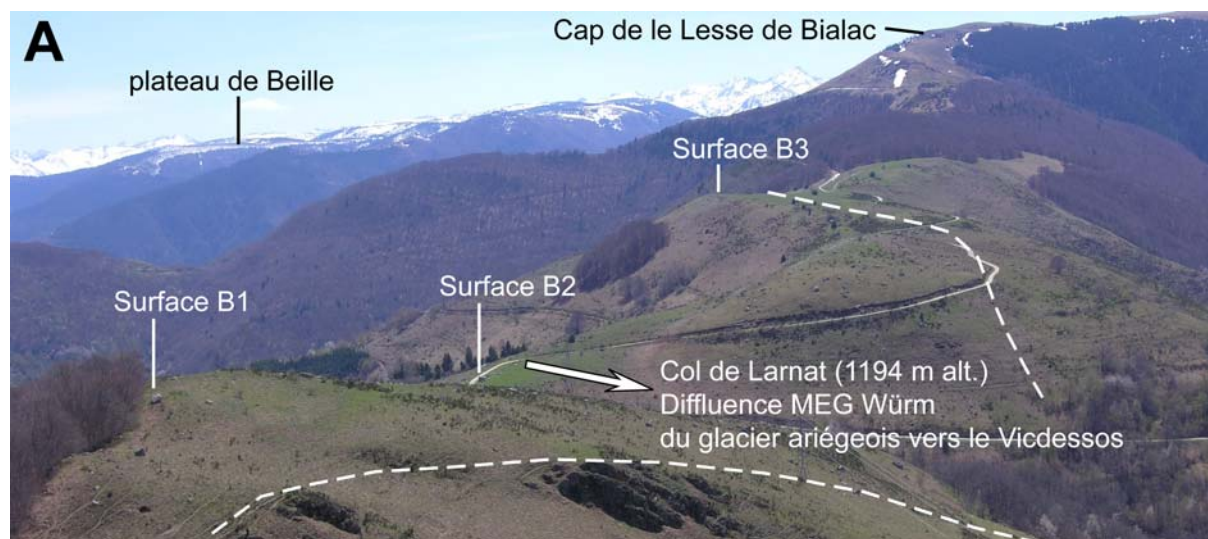 A
Cap de le Lesse de Bialac
plateau de Beille
Surface B3
Surface B2
Surface B1
Col de Larnat (1194 m alt.)
Diffluence MEG Würm
du glacier ariégeois vers le Vicdessos